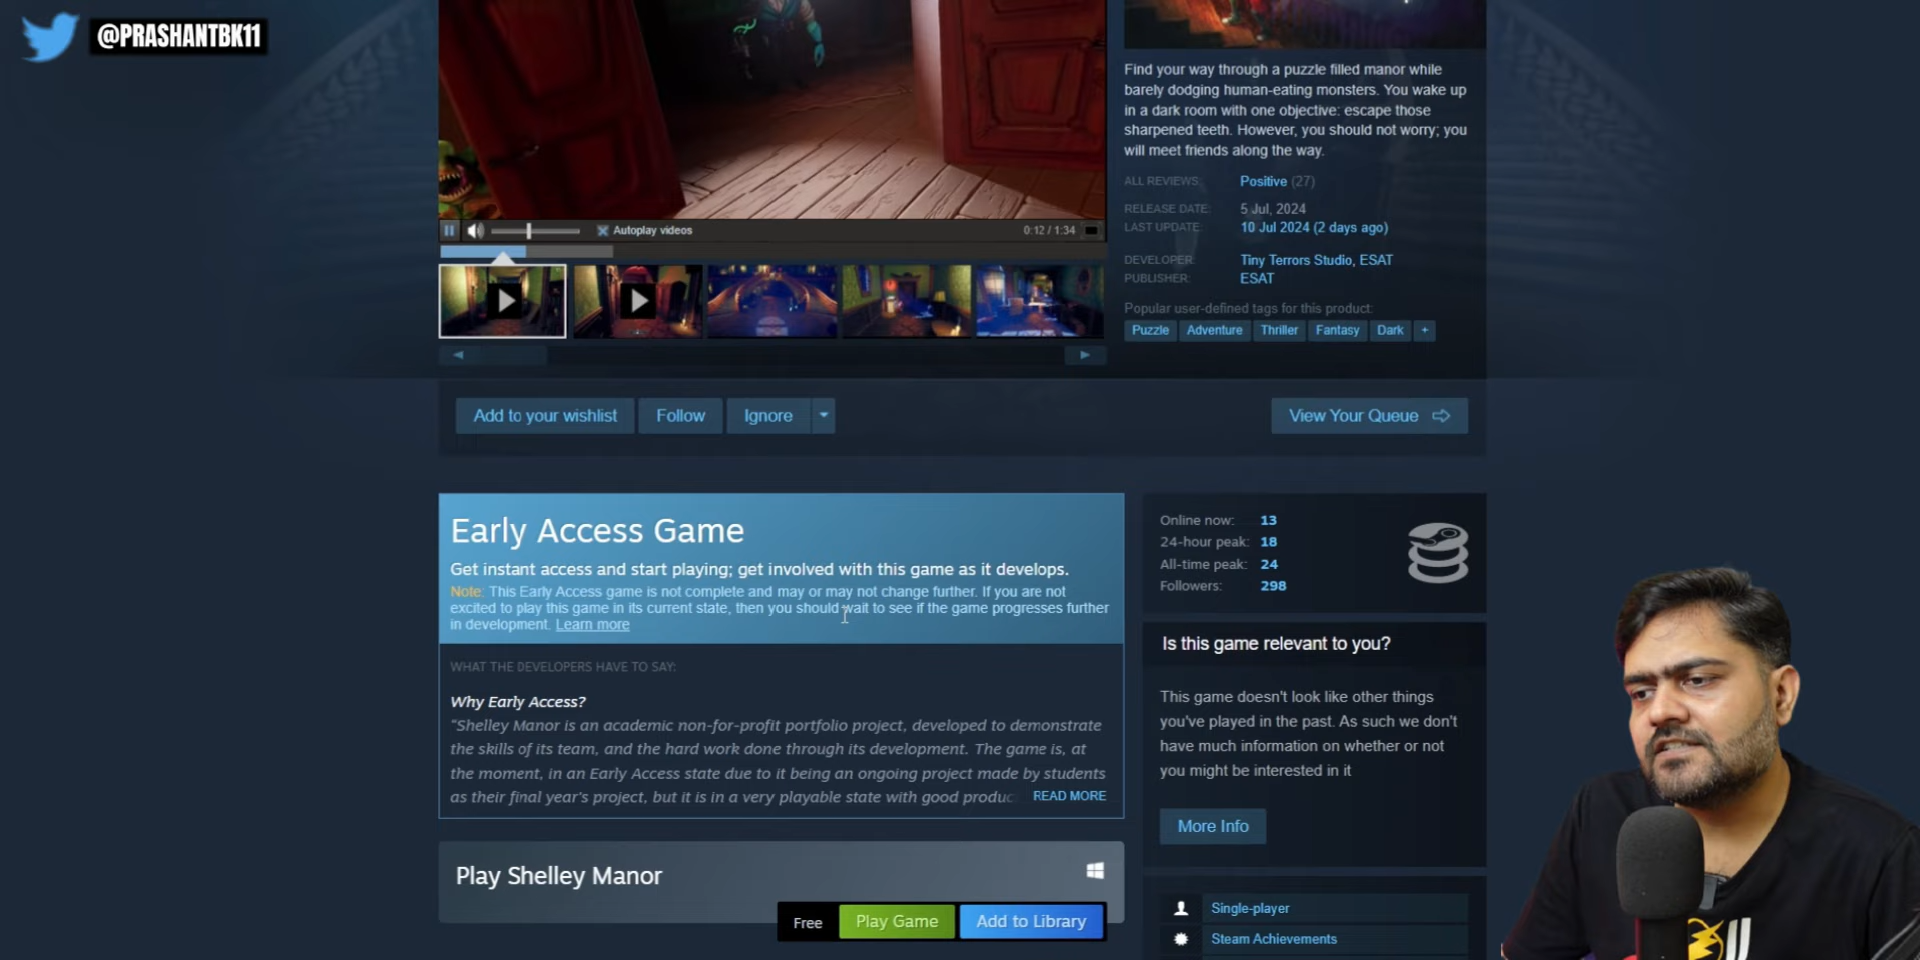 @PRASHANTBK11
Find your way through a puzzle filled manor while
barely dodging human-eating monsters. You wake up
in a dark room with one objective: escape those
sharpened teeth. However, you should not worry; you
will meet friends along the way.
ALL REVIEWS: Positive (27)
RELEASE DATE: 5 Jul, 2024
LAST UPDATE: 10 Jul 2024 (2 days ago)
DEVELOPER: Tiny Terrors Studio, ESAT
PUBLISHER: ESAT
Popular user-defined tags for this product:
Puzzle Adventure Thriller Fantasy Dark +
Autoplay videos 0:12 / 1:34
Add to your wishlist Follow Ignore View Your Queue
Early Access Game
Get instant access and start playing; get involved with this game as it develops.
Note: This Early Access game is not complete and may or may not change further. If you are not
excited to play this game in its current state, then you should wait to see if the game progresses further
in development. Learn more
WHAT THE DEVELOPERS HAVE TO SAY:
Why Early Access?
“Shelley Manor is an academic non-for-profit portfolio project, developed to demonstrate
the skills of its team, and the hard work done through its development. The game is, at
the moment, in an Early Access state due to it being an ongoing project made by students
as their final year's project, but it is in a very playable state with good produc READ MORE
Play Shelley Manor
Free Play Game Add to Library
Online now: 13
24-hour peak: 18
All-time peak: 24
Followers: 298
Is this game relevant to you?
This game doesn't look like other things
you've played in the past. As such we don't
have much information on whether or not
you might be interested in it
More Info
Single-player
Steam Achievements